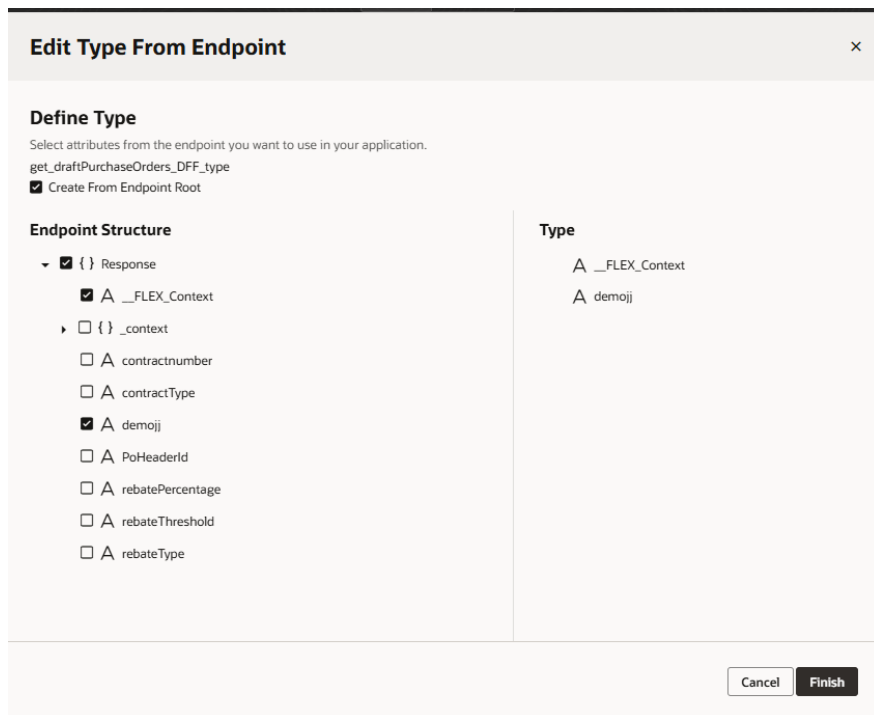 Edit Type From Endpoint
×
Define Type
Select attributes from the endpoint you want to use in your application.
get_draftPurchaseOrders_DFF_type
Create From Endpoint Root
Endpoint Structure
{ } Response
A __FLEX_Context
{ } _context
A contractnumber
A contractType
A demojj
A PoHeaderId
A rebatePercentage
A rebateThreshold
A rebateType
Type
A __FLEX_Context
A demojj
Cancel
Finish